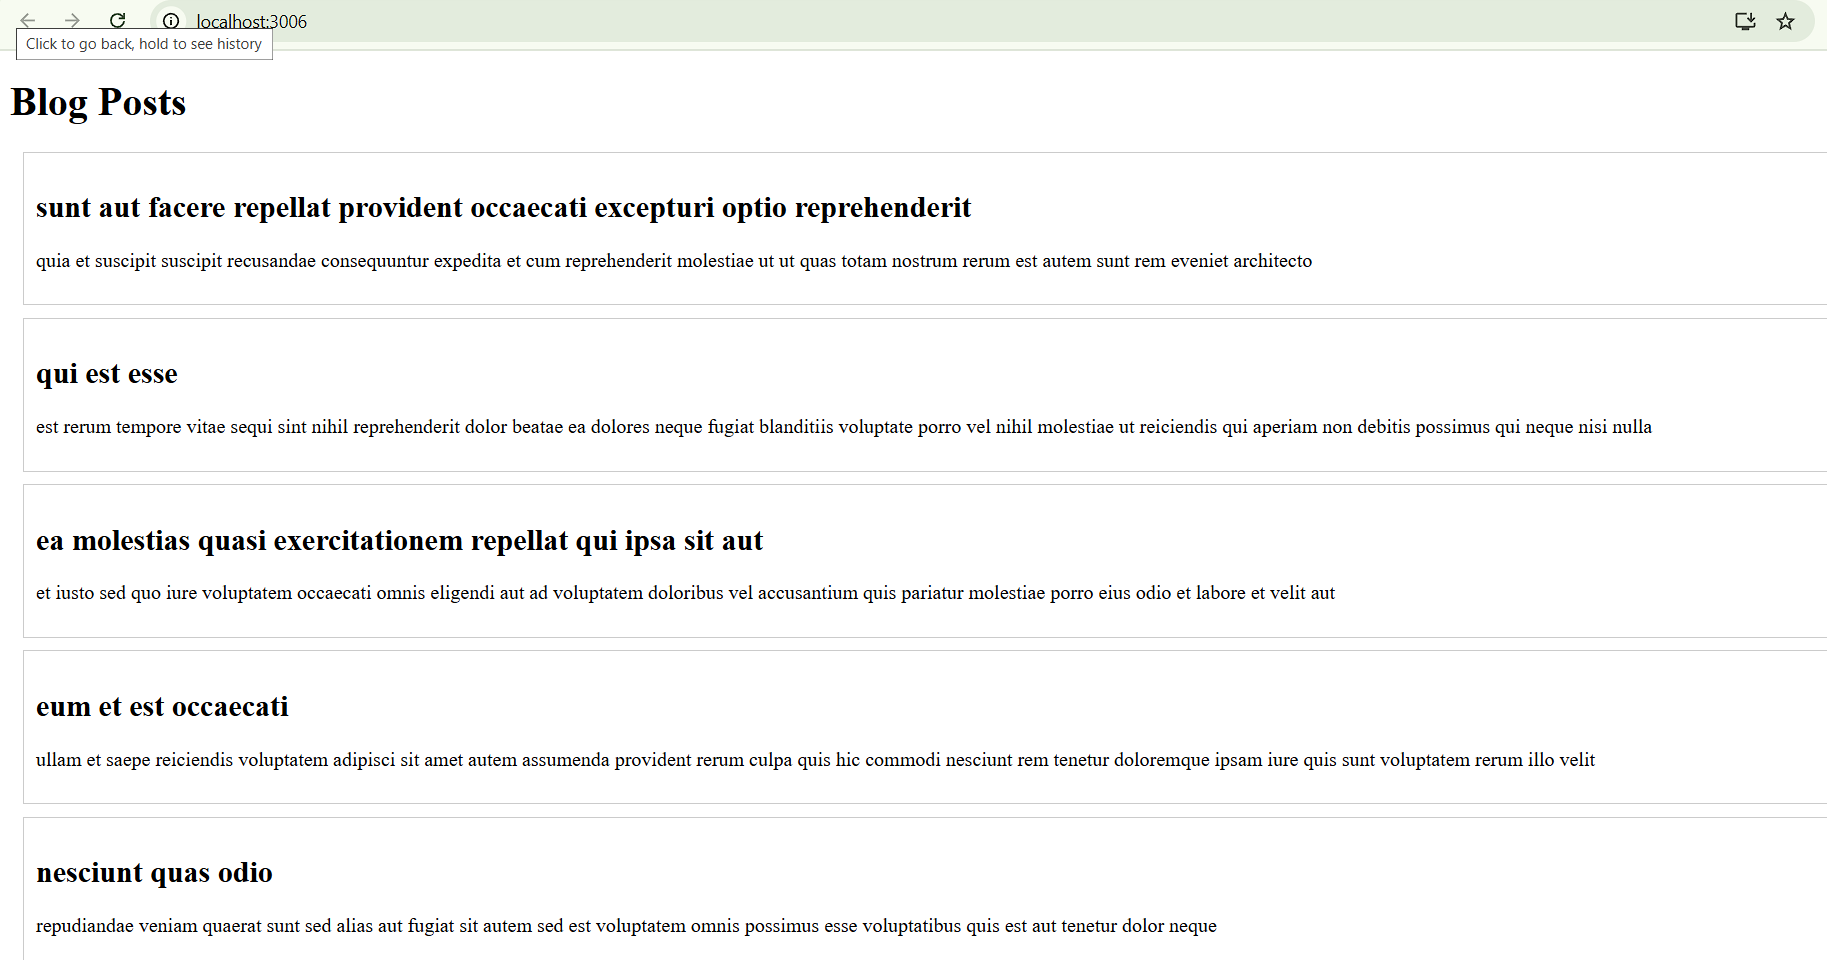 localhost:3006
Click to go back, hold to see history
Blog Posts
sunt aut facere repellat provident occaecati excepturi optio reprehenderit
quia et suscipit suscipit recusandae consequuntur expedita et cum reprehenderit molestiae ut ut quas totam nostrum rerum est autem sunt rem eveniet architecto
qui est esse
est rerum tempore vitae sequi sint nihil reprehenderit dolor beatae ea dolores neque fugiat blanditiis voluptate porro vel nihil molestiae ut reiciendis qui aperiam non debitis possimus qui neque nisi nulla
ea molestias quasi exercitationem repellat qui ipsa sit aut
et iusto sed quo iure voluptatem occaecati omnis eligendi aut ad voluptatem doloribus vel accusantium quis pariatur molestiae porro eius odio et labore et velit aut
eum et est occaecati
ullam et saepe reiciendis voluptatem adipisci sit amet autem assumenda provident rerum culpa quis hic commodi nesciunt rem tenetur doloremque ipsam iure quis sunt voluptatem rerum illo velit
nesciunt quas odio
repudiandae veniam quaerat sunt sed alias aut fugiat sit autem sed est voluptatem omnis possimus esse voluptatibus quis est aut tenetur dolor neque